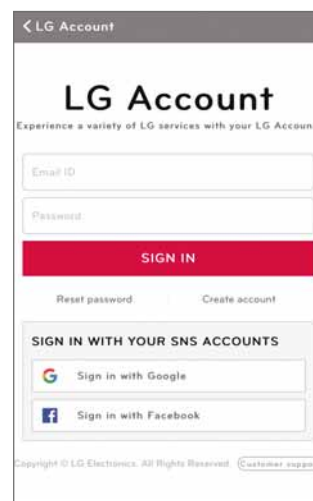 LG Account
LG Account
Experience a variety of LG services with your LG Accoun
Email ID
Password
SIGN IN
Reset password
Create account
SIGN IN WITH YOUR SNS ACCOUNTS
Sign in with Google
Sign in with Facebook
Copyright © LG Electronics. All Rights Reserved
Customer suppo